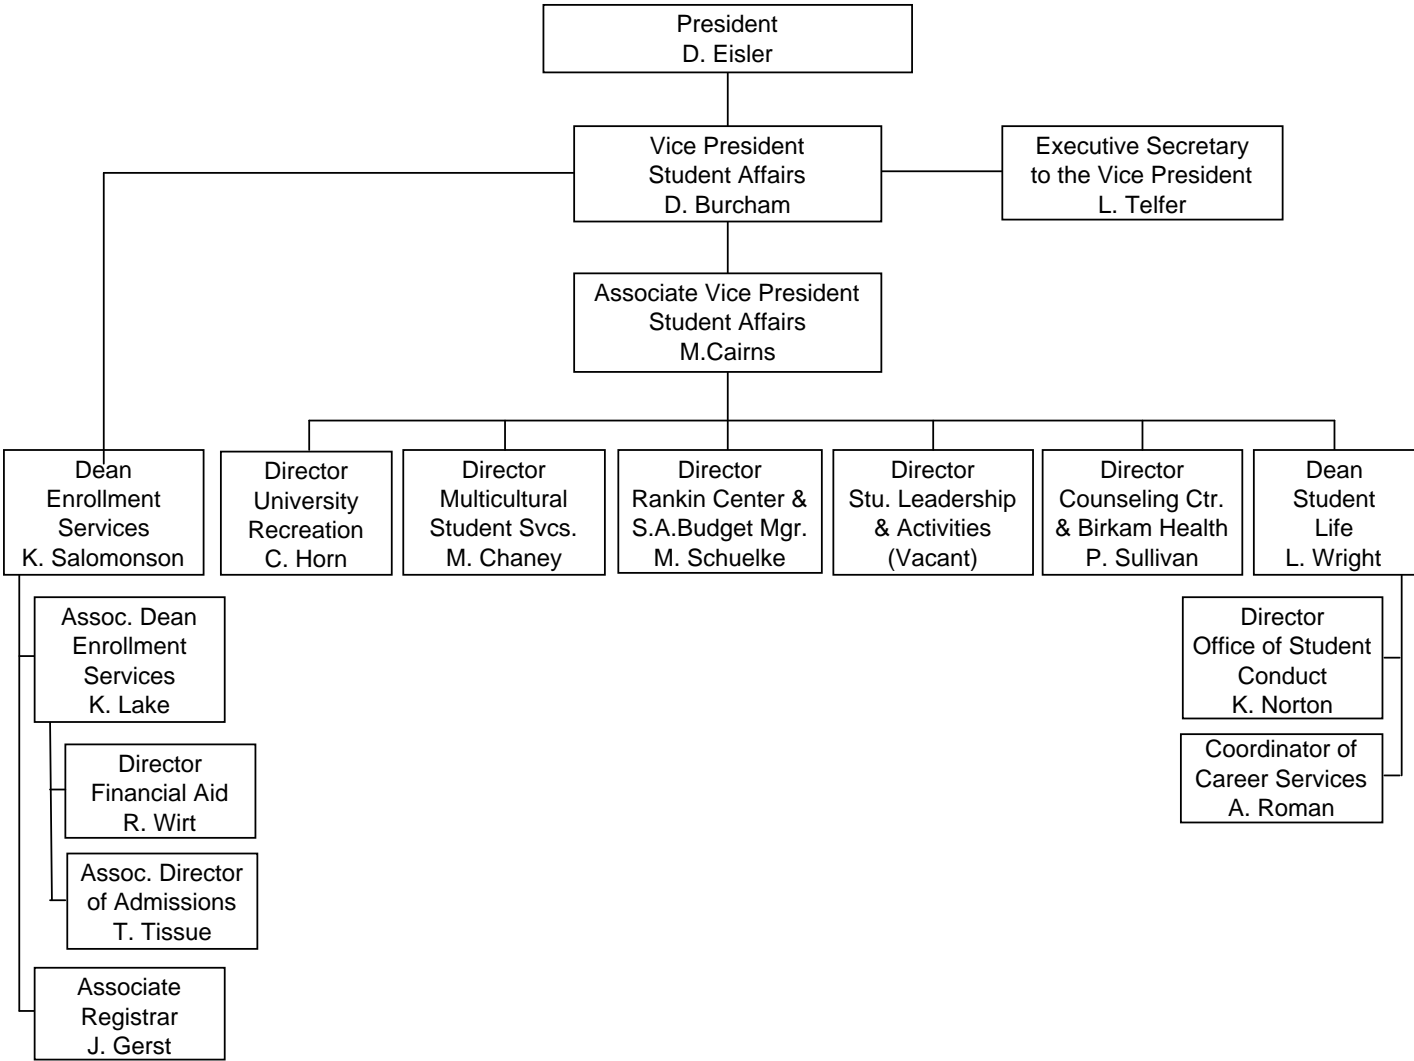 President
D. Eisler
Vice President
Student Affairs
D. Burcham
Executive Secretary
to the Vice President
L. Telfer
Associate Vice President
Student Affairs
M.Cairns
Dean
Enrollment
Services
K. Salomonson
Director
University
Recreation
C. Horn
Director
Multicultural
Student Svcs.
M. Chaney
Director
Rankin Center &
S.A.Budget Mgr.
M. Schuelke
Director
Stu. Leadership
& Activities
(Vacant)
Director
Counseling Ctr.
& Birkam Health
P. Sullivan
Dean
Student
Life
L. Wright
Assoc. Dean
Enrollment
Services
K. Lake
Director
Financial Aid
R. Wirt
Assoc. Director
of Admissions
T. Tissue
Associate
Registrar
J. Gerst
Director
Office of Student
Conduct
K. Norton
Coordinator of
Career Services
A. Roman